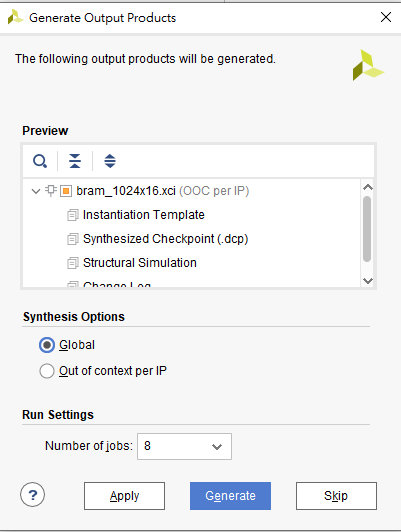 Generate Output Products
The following output products will be generated.
Preview
bram_1024x16.xci (OOC per IP)
Instantiation Template
Synthesized Checkpoint (.dcp)
Structural Simulation
Change Log
Synthesis Options
Global
Out of context per IP
Run Settings
Number of jobs: 8
? Apply Generate Skip